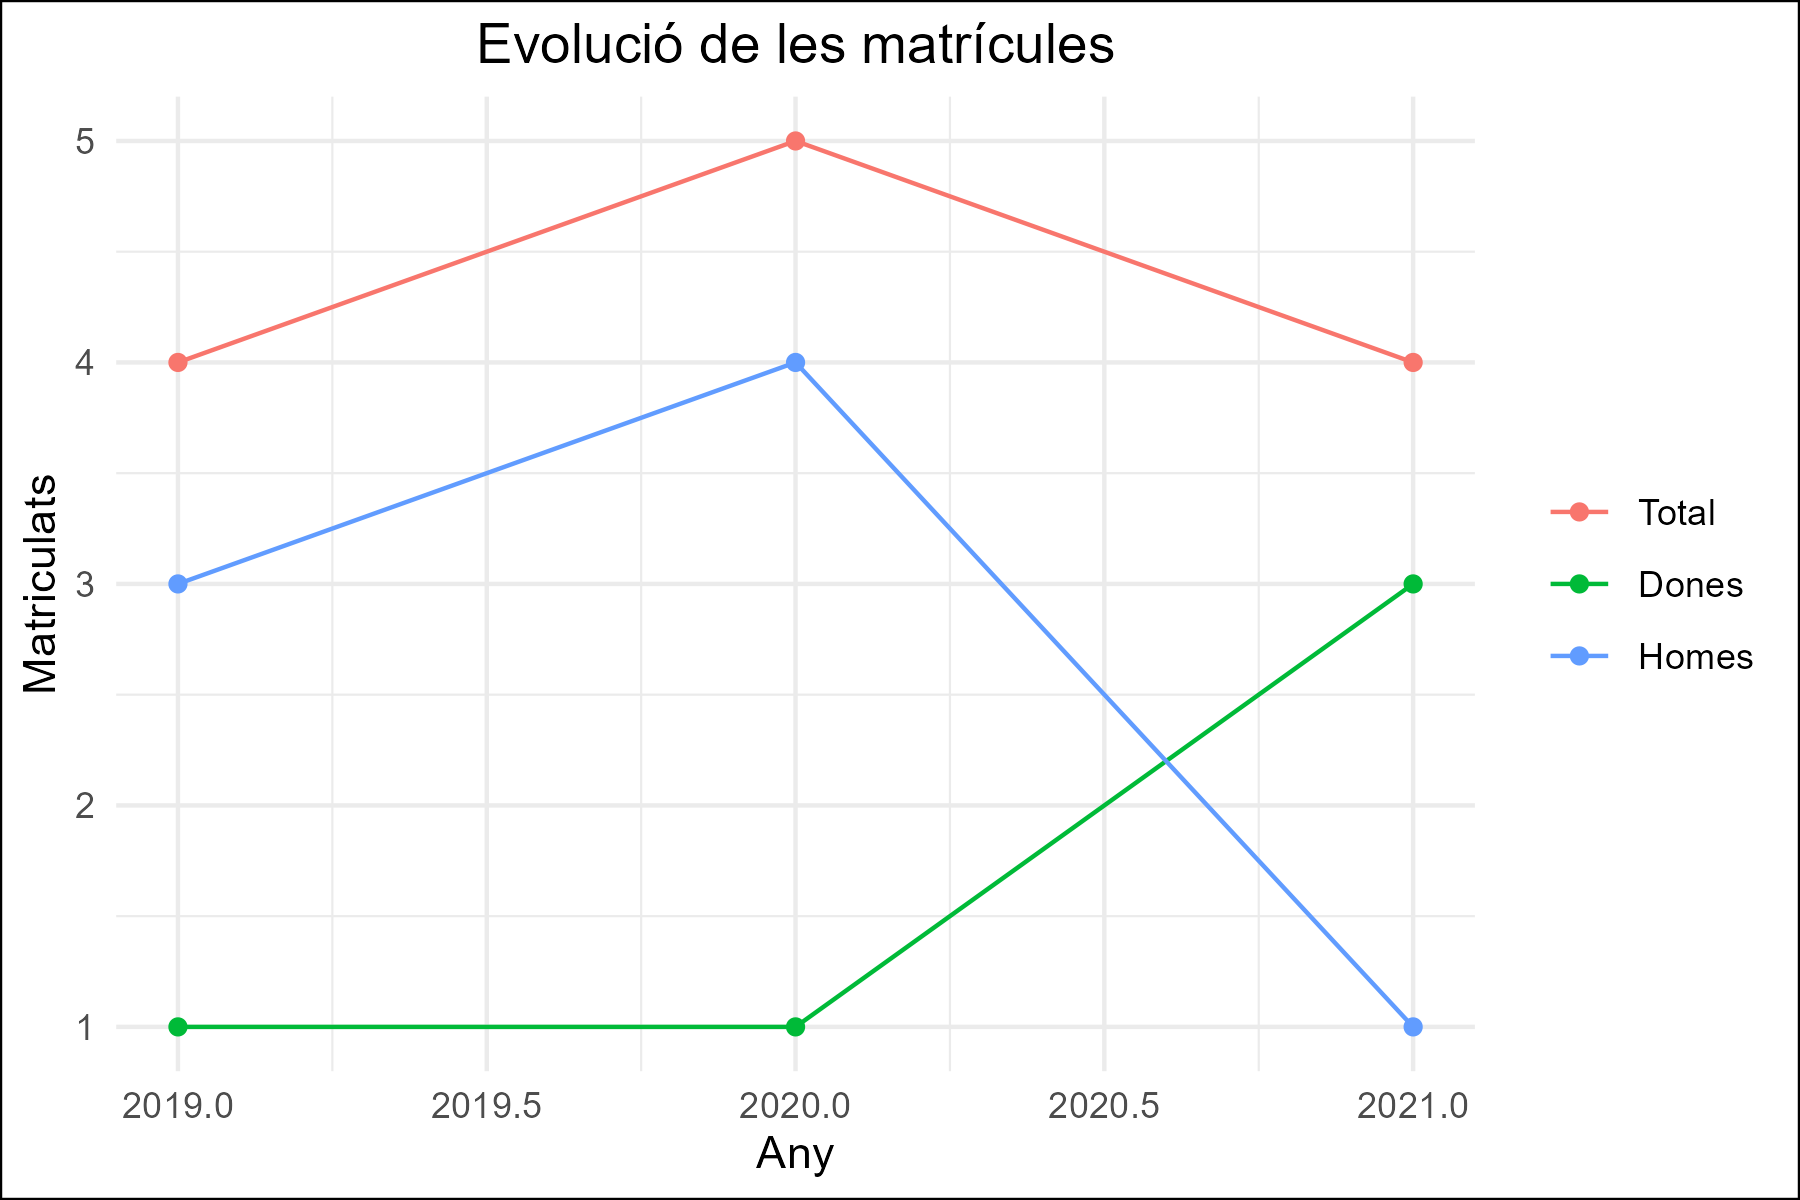 Evolució de les matrícules
Matriculats
5
4
3
2
1
2019.0 2019.5 2020.0 2020.5 2021.0
Any
Total
Dones
Homes